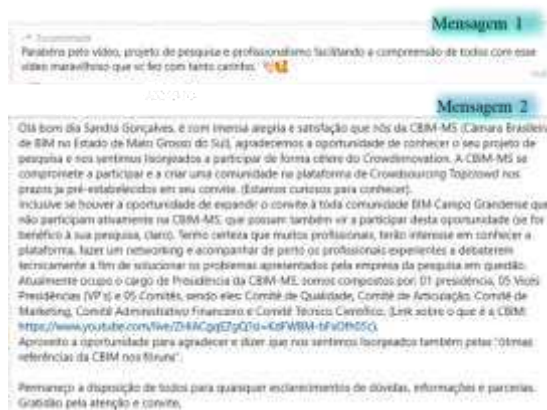 Mensagem 1
Encaminhada
Parabéns pelo vídeo, projeto de pesquisa e profissionalismo facilitando a compreensão de todos com esse
vídeo maravilhoso que vc fez com tanto carinho.
Mensagem 2
Olá bom dia Sandra Gonçalves, é com imensa alegria e satisfação que nós da CBIM-MS (Câmara Brasileira
de BIM no Estado de Mato Grosso do Sul), agradecemos a oportunidade de conhecer o seu projeto de
pesquisa e nos sentimos lisonjeados a participar de forma célere do Crowdinnovation. A CBIM-MS se
compromete a participar e a criar uma comunidade na plataforma de Crowdsourcing Topicrowd nos
prazos já pré-estabelecidos em seu convite. (Estamos curiosos para conhecer).
Inclusive se houver a oportunidade de expandir o convite à toda comunidade BIM Campo Grandense que
não participam ativamente na CBIM-MS, que possam também vir a participar desta oportunidade (se for
benéfico à sua pesquisa, claro). Tenho certeza que muitos profissionais, terão interesse em conhecer a
plataforma, fazer um networking e acompanhar de perto os profissionais experientes a debaterem
tecnicamente a fim de solucionar os problemas apresentados pela empresa da pesquisa em questão.
Atualmente ocupo o cargo de Presidência da CBIM-MS, somos compostos por: 01 presidência, 05 Vices
Presidências (VP's) e 05 Comitês, sendo eles: Comitê de Qualidade, Comitê de Articulação, Comitê de
Marketing, Comitê Administrativo Financeiro e Comitê Técnico Científico. (Link sobre o que é a CBIM:
Aproveito a oportunidade para agradecer e dizer que nos sentimos lisonjeados também pelas "ótimas
referências da CBIM nos fóruns".
Permaneço a disposição de todos para quaisquer esclarecimentos de dúvidas, informações e parcerias.
Gratidão pela atenção e convite,